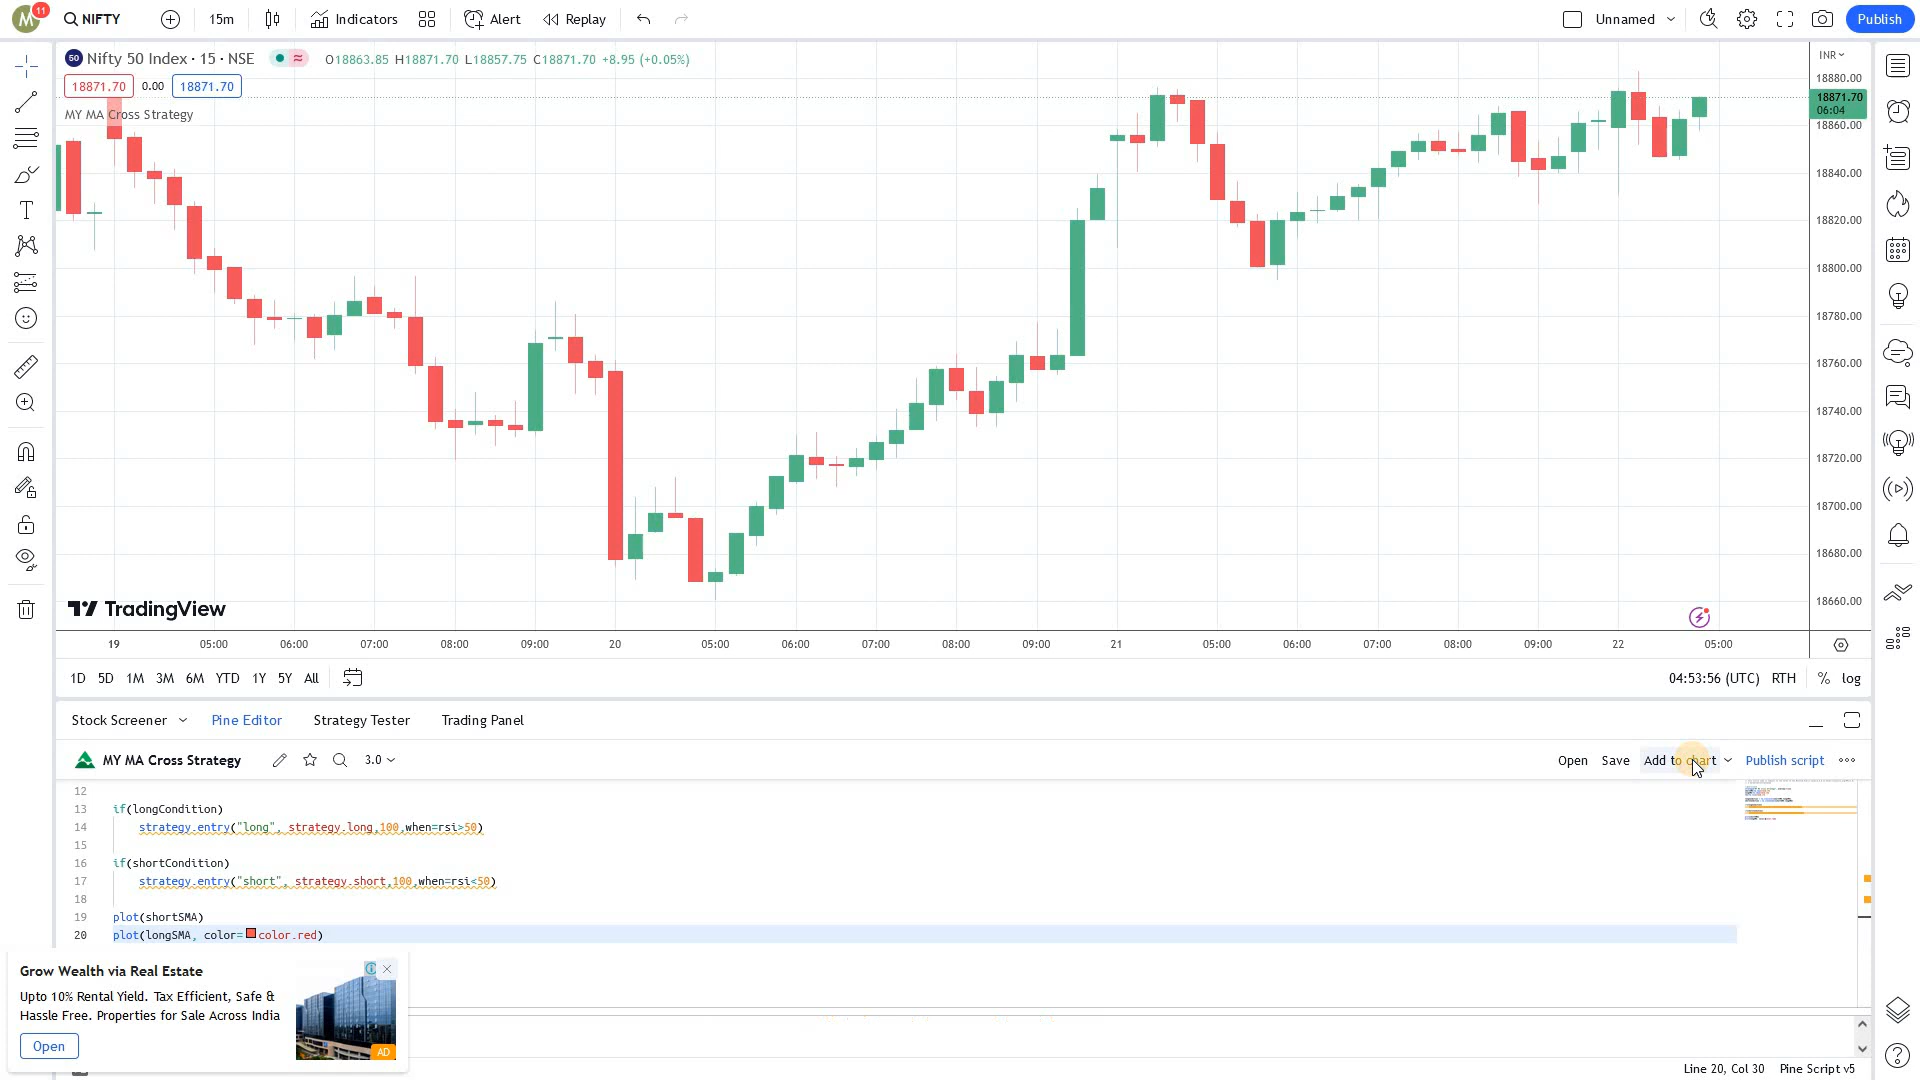 M 11 NIFTY 15m Indicators Alert Replay Unnamed Publish
50 Nifty 50 Index · 15 · NSE O18863.85 H18871.70 L18857.75 C18871.70 +8.95 (+0.05%)
INR
18871.70 0.00 18871.70
MY MA Cross Strategy
18880.00
18871.70
06:04
18860.00
18840.00
18820.00
18800.00
18780.00
18760.00
18740.00
18720.00
18700.00
18680.00
18660.00
TradingView
19 05:00 06:00 07:00 08:00 09:00 20 05:00 06:00 07:00 08:00 09:00 21 05:00 06:00 07:00 08:00 09:00 22 05:00
1D 5D 1M 3M 6M YTD 1Y 5Y All 04:53:56 (UTC) RTH % log
Stock Screener Pine Editor Strategy Tester Trading Panel
MY MA Cross Strategy 3.0 Open Save Add to chart Publish script
12
13 if(longCondition)
14 strategy.entry("long", strategy.long,100,when=rsi>50)
15
16 if(shortCondition)
17 strategy.entry("short", strategy.short,100,when=rsi<50)
18
19 plot(shortSMA)
20 plot(longSMA, color=color.red)
Grow Wealth via Real Estate
Upto 10% Rental Yield. Tax Efficient, Safe &
Hassle Free. Properties for Sale Across India
Open
AD
Line 20, Col 30 Pine Script v5